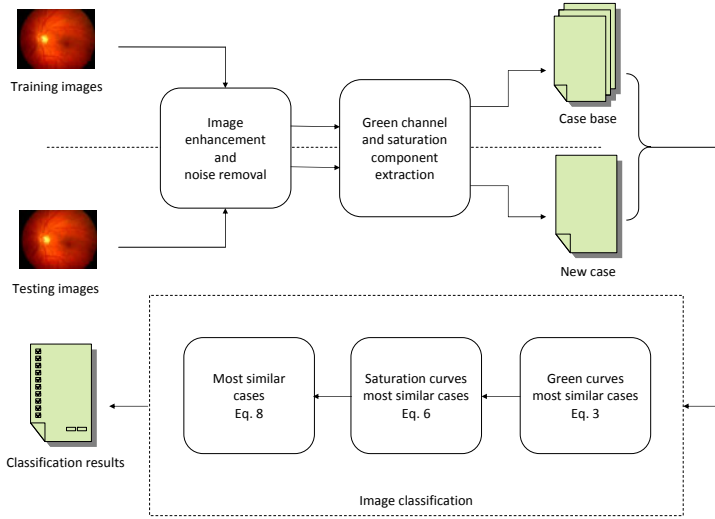 Training images
Image
enhancement
and
noise removal
Green channel
and saturation
component
extraction
Case base
Testing images
New case
Most similar
cases
Eq. 8
Saturation curves
most similar cases
Eq. 6
Green curves
most similar cases
Eq. 3
Classification results
Image classification